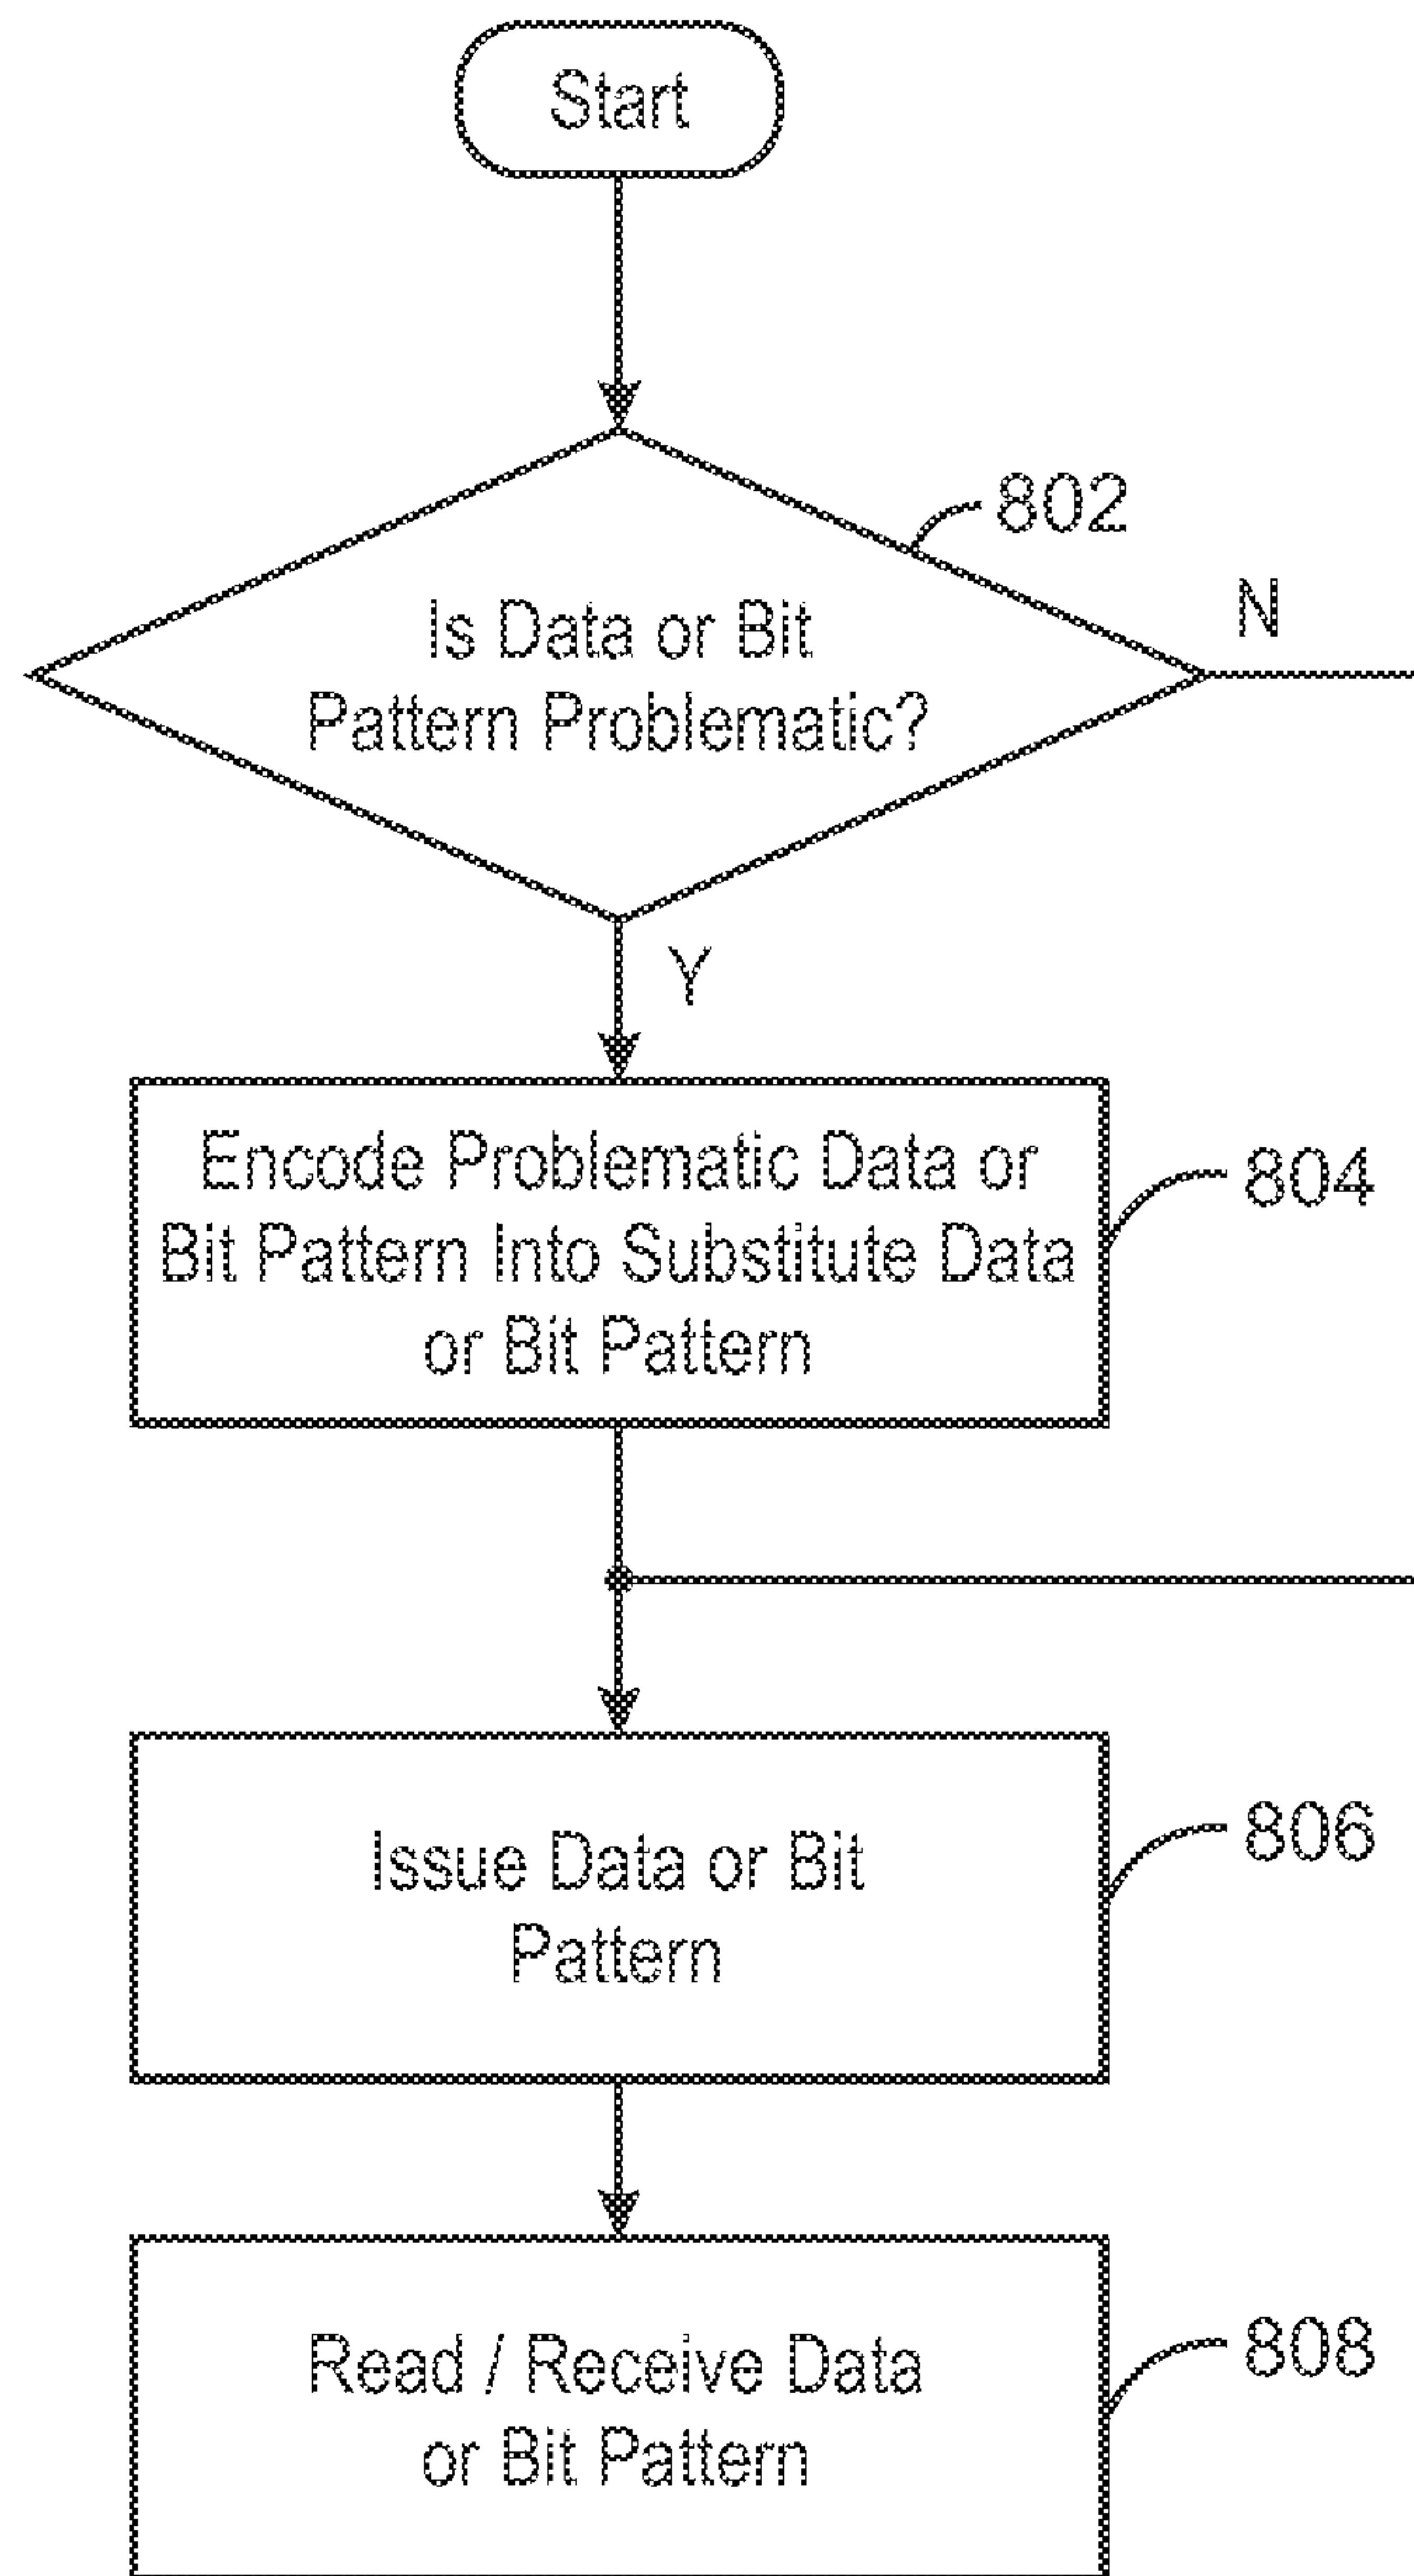 Start
802
Is Data or Bit
Pattern Problematic?
N
Y
Encode Problematic Data or
Bit Pattern Into Substitute Data
or Bit Pattern
804
Issue Data or Bit
Pattern
806
Read / Receive Data
or Bit Pattern
808